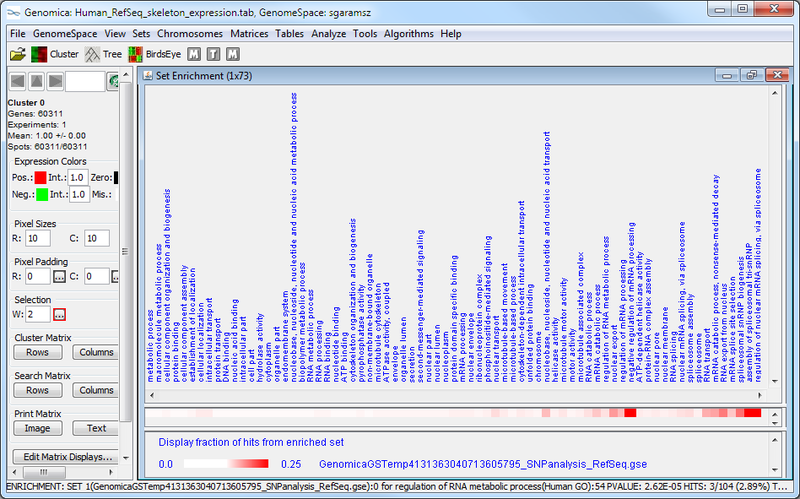 Genomica: Human_RefSeq_skeleton_expression.tab, GenomeSpace: sgaramsz
File GenomeSpace View Sets Chromosomes Matrices Tables Analyze Tools Algorithms Help
Cluster Tree BirdsEye M T M
Set Enrichment (1x73)
Cluster 0
Genes: 60311
Experiments: 1
Mean: 1.00 +/- 0.00
Spots: 60311/60311
Expression Colors
Pos.: Int.: 1.0 Zero:
Neg.: Int.: 1.0 Mis.:
Pixel Sizes
R: 10 C: 10
Pixel Padding
R: 0 ... C: 0 ...
Selection
W: 2 ...
Cluster Matrix
Rows Columns
Search Matrix
Rows Columns
Print Matrix
Image Text
Edit Matrix Displays...
metabolic process
macromolecule metabolic process
cellular component organization and biogenesis
protein binding
cellular component assembly
establishment of localization
cellular localization
intracellular transport
protein transport
DNA binding
nucleic acid binding
intracellular part
cell part
hydrolase activity
cytoplasm
organelle part
endomembrane system
nucleobase, nucleoside, nucleotide and nucleic acid metabolic process
biopolymer metabolic process
RNA metabolic process
RNA processing
RNA binding
nucleotide binding
ATP binding
cytoskeleton organization and biogenesis
pyrophosphatase activity
non-membrane-bound organelle
microtubule cytoskeleton
ATPase activity, coupled
envelope
organelle lumen
secretion
second-messenger-mediated signaling
nuclear part
nuclear lumen
nucleoplasm
protein domain specific binding
mRNA processing
nuclear envelope
ribonucleoprotein complex
phosphoinositide-mediated signaling
nuclear transport
microtubule-based movement
microtubule-based process
cytoskeleton-dependent intracellular transport
unfolded protein binding
chromosome
nucleobase, nucleoside, nucleotide and nucleic acid transport
helicase activity
microtubule motor activity
motor activity
microtubule associated complex
RNA catabolic process
mRNA catabolic process
regulation of RNA metabolic process
nuclear export
regulation of mRNA processing
negative regulation of mRNA processing
ATP-dependent helicase activity
protein-RNA complex assembly
nuclear pore
nuclear membrane
mRNA binding
nuclear mRNA splicing, via spliceosome
spliceosome assembly
spliceosome
RNA transport
mRNA catabolic process, nonsense-mediated decay
RNA export from nucleus
mRNA splice site selection
spliceosomal snRNP biogenesis
assembly of spliceosomal tri-snRNP
regulation of nuclear mRNA splicing, via spliceosome
Display fraction of hits from enriched set
0.0 0.25 GenomicaGSTemp4131363040713605795_SNPanalysis_RefSeq.gse
ENRICHMENT: SET 1(GenomicaGSTemp4131363040713605795_SNPanalysis_RefSeq.gse):0 for regulation of RNA metabolic process(Human GO):54 PVALUE: 2.62E-05 HITS: 3/104 (2.89%) T...